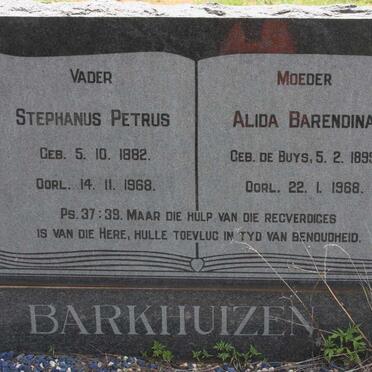 VADER
STEPHANUS PETRUS
GEB. 5. 10. 1882.
OORL. 14. 11. 1968.
MOEDER
ALIDA BARENDINA
GEB. DE BUYS, 5. 2. 1899
OORL. 22. 1. 1968.
PS. 37:39. MAAR DIE HULP VAN DIE REGVERDIGES
IS VAN DIE HERE, HULLE TOEVLUG IN TYD VAN BENOUDHEID.
BARKHUIZEN